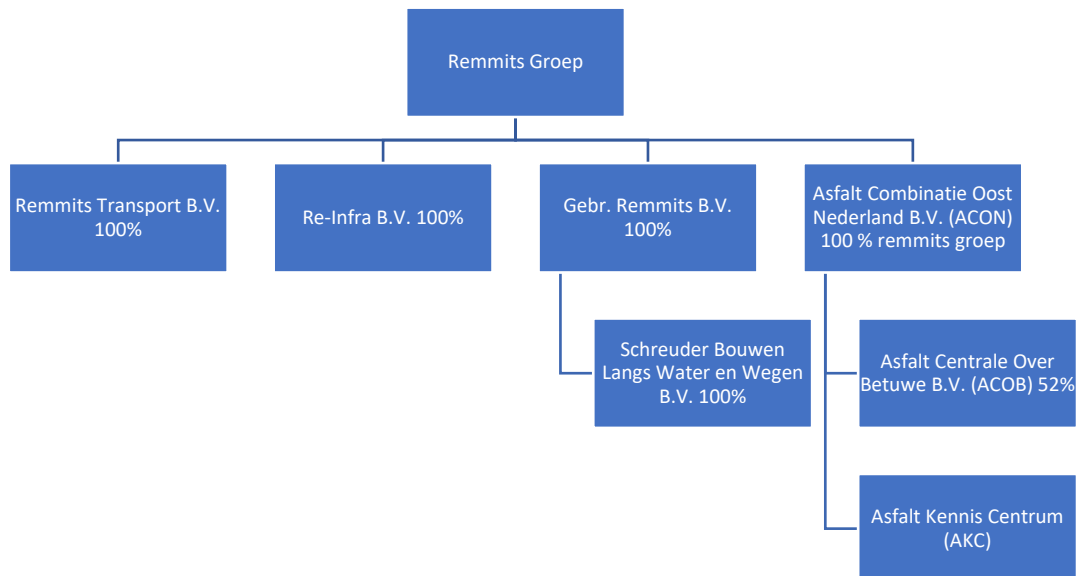 Remmits Groep
Remmits Transport B.V.
100%
Re-Infra B.V. 100%
Gebr. Remmits B.V.
100%
Asfalt Combinatie Oost
Nederland B.V. (ACON)
100 % remmits groep
Schreuder Bouwen
Langs Water en Wegen
B.V. 100%
Asfalt Centrale Over
Betuwe B.V. (ACOB) 52%
Asfalt Kennis Centrum
(AKC)